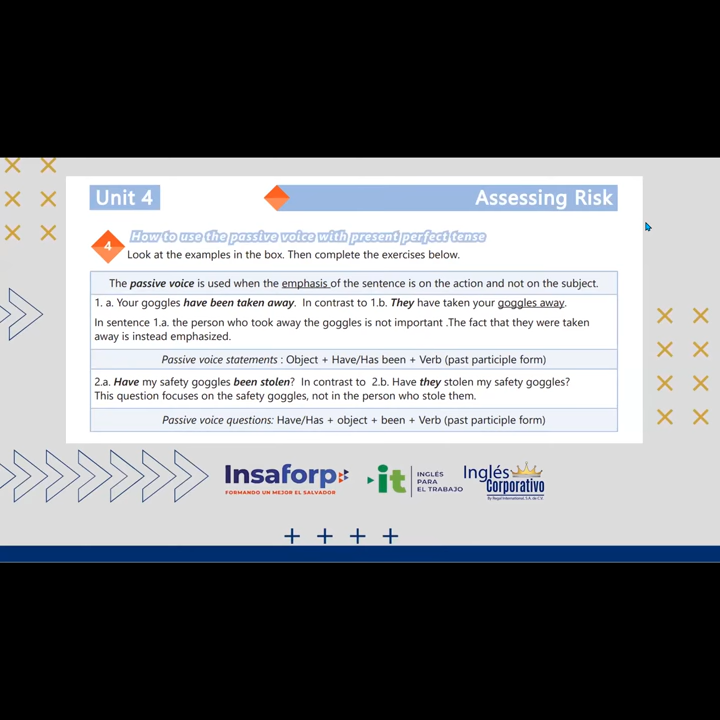 Unit 4
Assessing Risk
4
How to use the passive voice with present perfect tense
Look at the examples in the box. Then complete the exercises below.
The passive voice is used when the emphasis of the sentence is on the action and not on the subject.
1. a. Your goggles have been taken away. In contrast to 1.b. They have taken your goggles away.
In sentence 1.a. the person who took away the goggles is not important .The fact that they were taken
away is instead emphasized.
Passive voice statements : Object + Have/Has been + Verb (past participle form)
2.a. Have my safety goggles been stolen? In contrast to 2.b. Have they stolen my safety goggles?
This question focuses on the safety goggles, not in the person who stole them.
Passive voice questions: Have/Has + object + been + Verb (past participle form)
Insaforp
FORMANDO UN MEJOR EL SALVADOR
it
INGLÉS
PARA
EL TRABAJO
Inglés
Corporativo
By Regal International, S.A. de C.V.